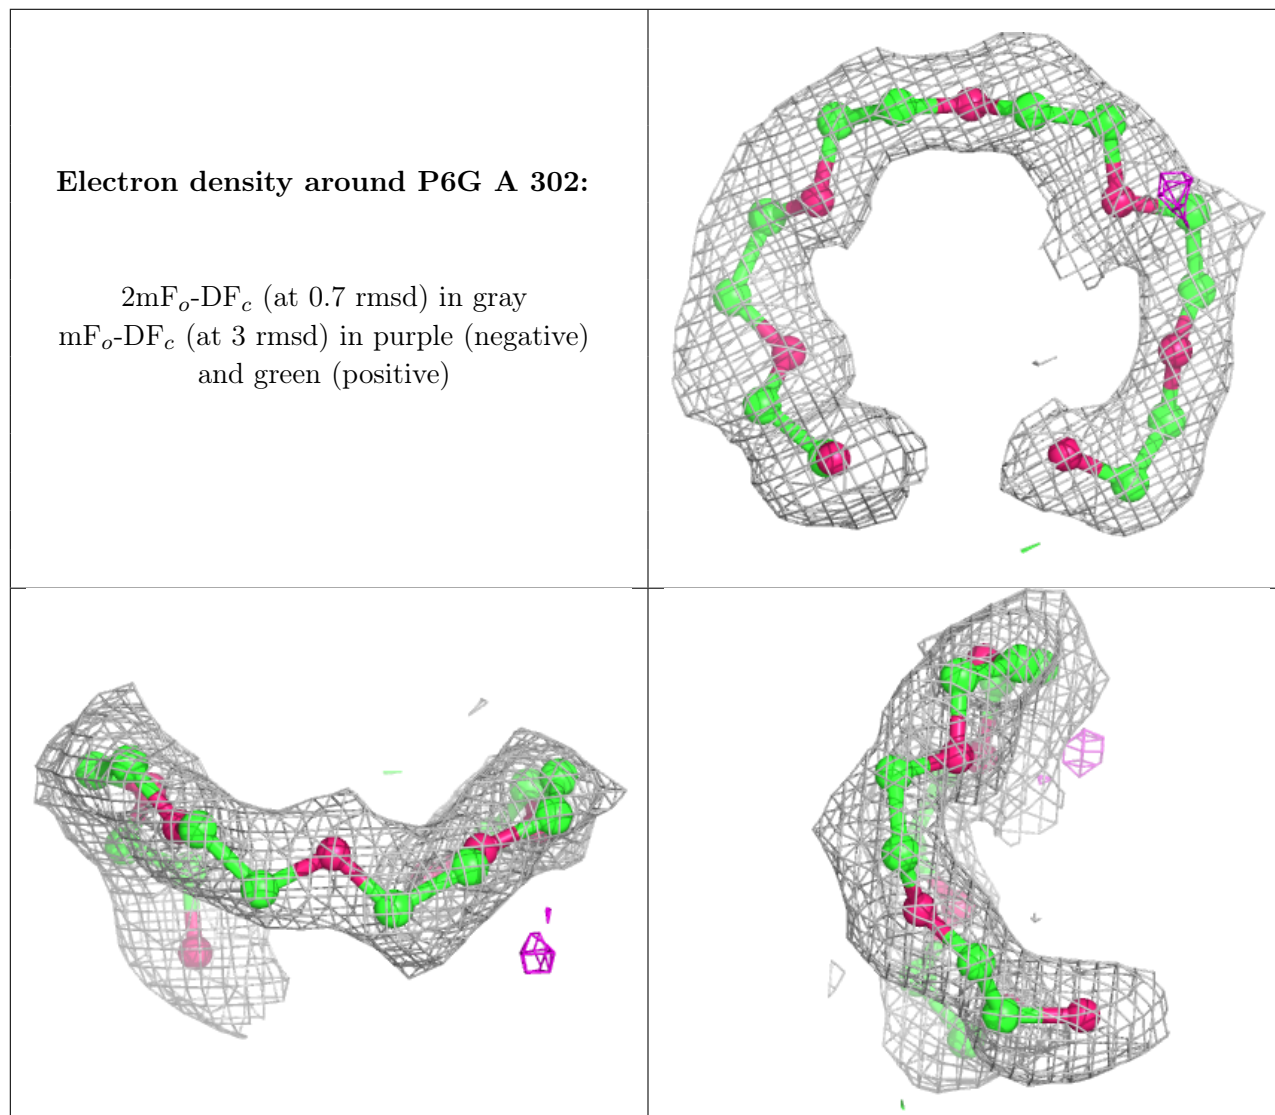 Electron density around P6G A 302:
2mFo-DFc (at 0.7 rmsd) in gray
mFo-DFc (at 3 rmsd) in purple (negative)
and green (positive)